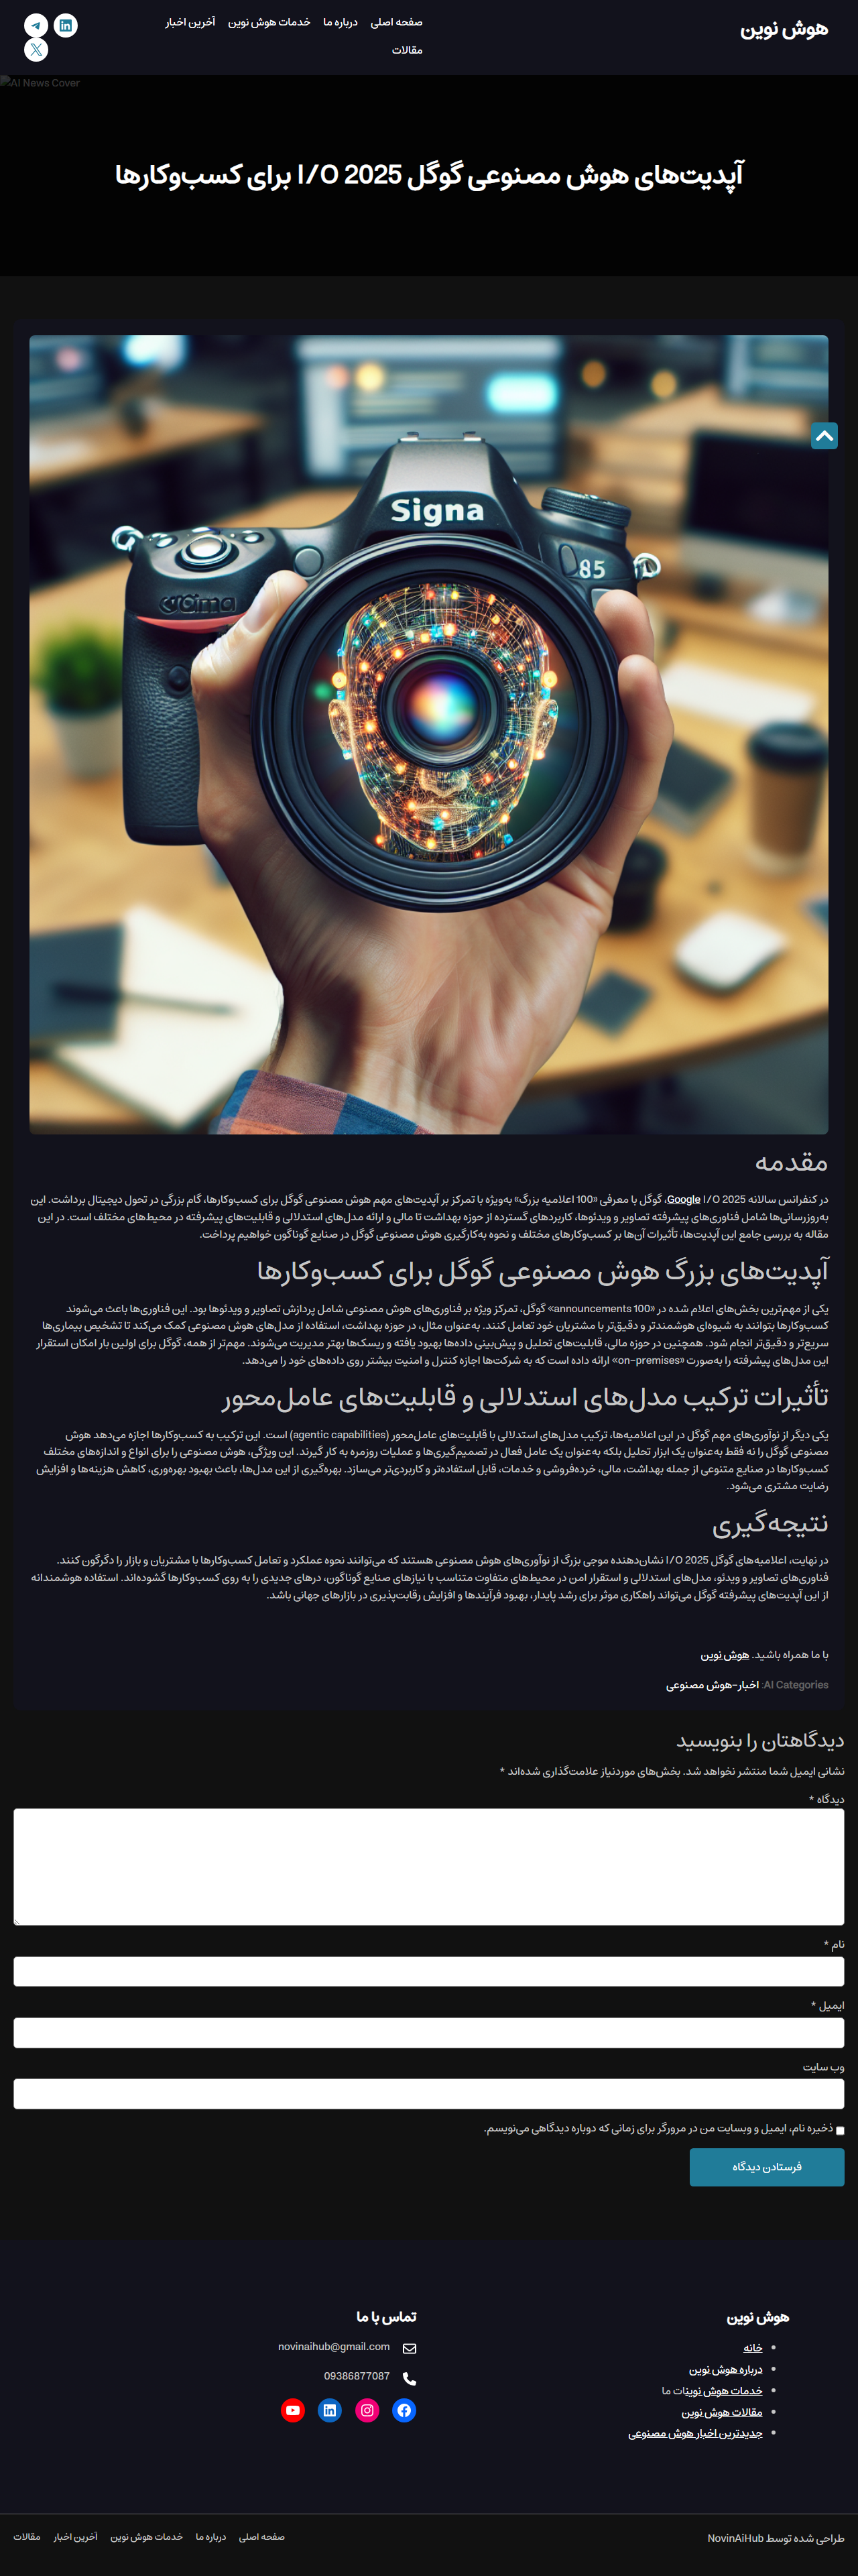 هوش نوین
صفحه اصلی
درباره ما
خدمات هوش نوین
آخرین اخبار
مقالات
AI News Cover
آپدیت‌های هوش مصنوعی گوگل I/O 2025 برای کسب‌وکارها
Signa
85
مقدمه
در کنفرانس سالانه Google I/O 2025، گوگل با معرفی «100 اعلامیه بزرگ» به‌ویژه با تمرکز بر آپدیت‌های مهم هوش مصنوعی گوگل برای کسب‌وکارها، گام بزرگی در تحول دیجیتال برداشت. این
به‌روزرسانی‌ها شامل فناوری‌های پیشرفته تصاویر و ویدئوها، کاربردهای گسترده از حوزه بهداشت تا مالی و ارائه مدل‌های استدلالی و قابلیت‌های پیشرفته در محیط‌های مختلف است. در این
مقاله به بررسی جامع این آپدیت‌ها، تأثیرات آن‌ها بر کسب‌وکارهای مختلف و نحوه به‌کارگیری هوش مصنوعی گوگل در صنایع گوناگون خواهیم پرداخت.
آپدیت‌های بزرگ هوش مصنوعی گوگل برای کسب‌وکارها
یکی از مهم‌ترین بخش‌های اعلام شده در «100 announcements» گوگل، تمرکز ویژه بر فناوری‌های هوش مصنوعی شامل پردازش تصاویر و ویدئوها بود. این فناوری‌ها باعث می‌شوند
کسب‌وکارها بتوانند به شیوه‌ای هوشمندتر و دقیق‌تر با مشتریان خود تعامل کنند. به‌عنوان مثال، در حوزه بهداشت، استفاده از مدل‌های هوش مصنوعی کمک می‌کند تا تشخیص بیماری‌ها
سریع‌تر و دقیق‌تر انجام شود. همچنین در حوزه مالی، قابلیت‌های تحلیل و پیش‌بینی داده‌ها بهبود یافته و ریسک‌ها بهتر مدیریت می‌شوند. مهم‌تر از همه، گوگل برای اولین بار امکان استقرار
این مدل‌های پیشرفته را به‌صورت «on-premises» ارائه داده است که به شرکت‌ها اجازه کنترل و امنیت بیشتر روی داده‌های خود را می‌دهد.
تأثیرات ترکیب مدل‌های استدلالی و قابلیت‌های عامل‌محور
یکی دیگر از نوآوری‌های مهم گوگل در این اعلامیه‌ها، ترکیب مدل‌های استدلالی با قابلیت‌های عامل‌محور (agentic capabilities) است. این ترکیب به کسب‌وکارها اجازه می‌دهد هوش
مصنوعی گوگل را نه فقط به‌عنوان یک ابزار تحلیل بلکه به‌عنوان یک عامل فعال در تصمیم‌گیری‌ها و عملیات روزمره به کار گیرند. این ویژگی، هوش مصنوعی را برای انواع و اندازه‌های مختلف
کسب‌وکارها در صنایع متنوعی از جمله بهداشت، مالی، خرده‌فروشی و خدمات، قابل استفاده‌تر و کاربردی‌تر می‌سازد. بهره‌گیری از این مدل‌ها، باعث بهبود بهره‌وری، کاهش هزینه‌ها و افزایش
رضایت مشتری می‌شود.
نتیجه‌گیری
در نهایت، اعلامیه‌های گوگل I/O 2025 نشان‌دهنده موجی بزرگ از نوآوری‌های هوش مصنوعی هستند که می‌توانند نحوه عملکرد و تعامل کسب‌وکارها با مشتریان و بازار را دگرگون کنند.
فناوری‌های تصاویر و ویدئو، مدل‌های استدلالی و استقرار امن در محیط‌های متفاوت متناسب با نیازهای صنایع گوناگون، درهای جدیدی را به روی کسب‌وکارها گشوده‌اند. استفاده هوشمندانه
از این آپدیت‌های پیشرفته گوگل می‌تواند راهکاری موثر برای رشد پایدار، بهبود فرآیندها و افزایش رقابت‌پذیری در بازارهای جهانی باشد.
با ما همراه باشید. هوش نوین
AI Categories: اخبار-هوش مصنوعی
دیدگاهتان را بنویسید
نشانی ایمیل شما منتشر نخواهد شد. بخش‌های موردنیاز علامت‌گذاری شده‌اند *
دیدگاه *
نام *
ایمیل *
وب‌ سایت
ذخیره نام، ایمیل و وبسایت من در مرورگر برای زمانی که دوباره دیدگاهی می‌نویسم.
فرستادن دیدگاه
هوش نوین
خانه
درباره هوش نوین
خدمات هوش نوینات ما
مقالات هوش نوین
جدیدترین اخبار هوش مصنوعی
تماس با ما
novinaihub@gmail.com
09386877087
طراحی شده توسط NovinAiHub
صفحه اصلی
درباره ما
خدمات هوش نوین
آخرین اخبار
مقالات